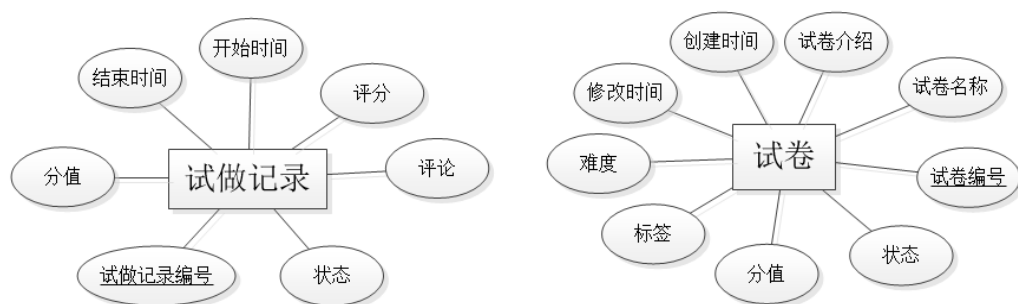 开始时间
结束时间
评分
分值
试做记录
评论
试做记录编号
状态
创建时间
试卷介绍
修改时间
试卷名称
难度
试卷
试卷编号
标签
分值
状态